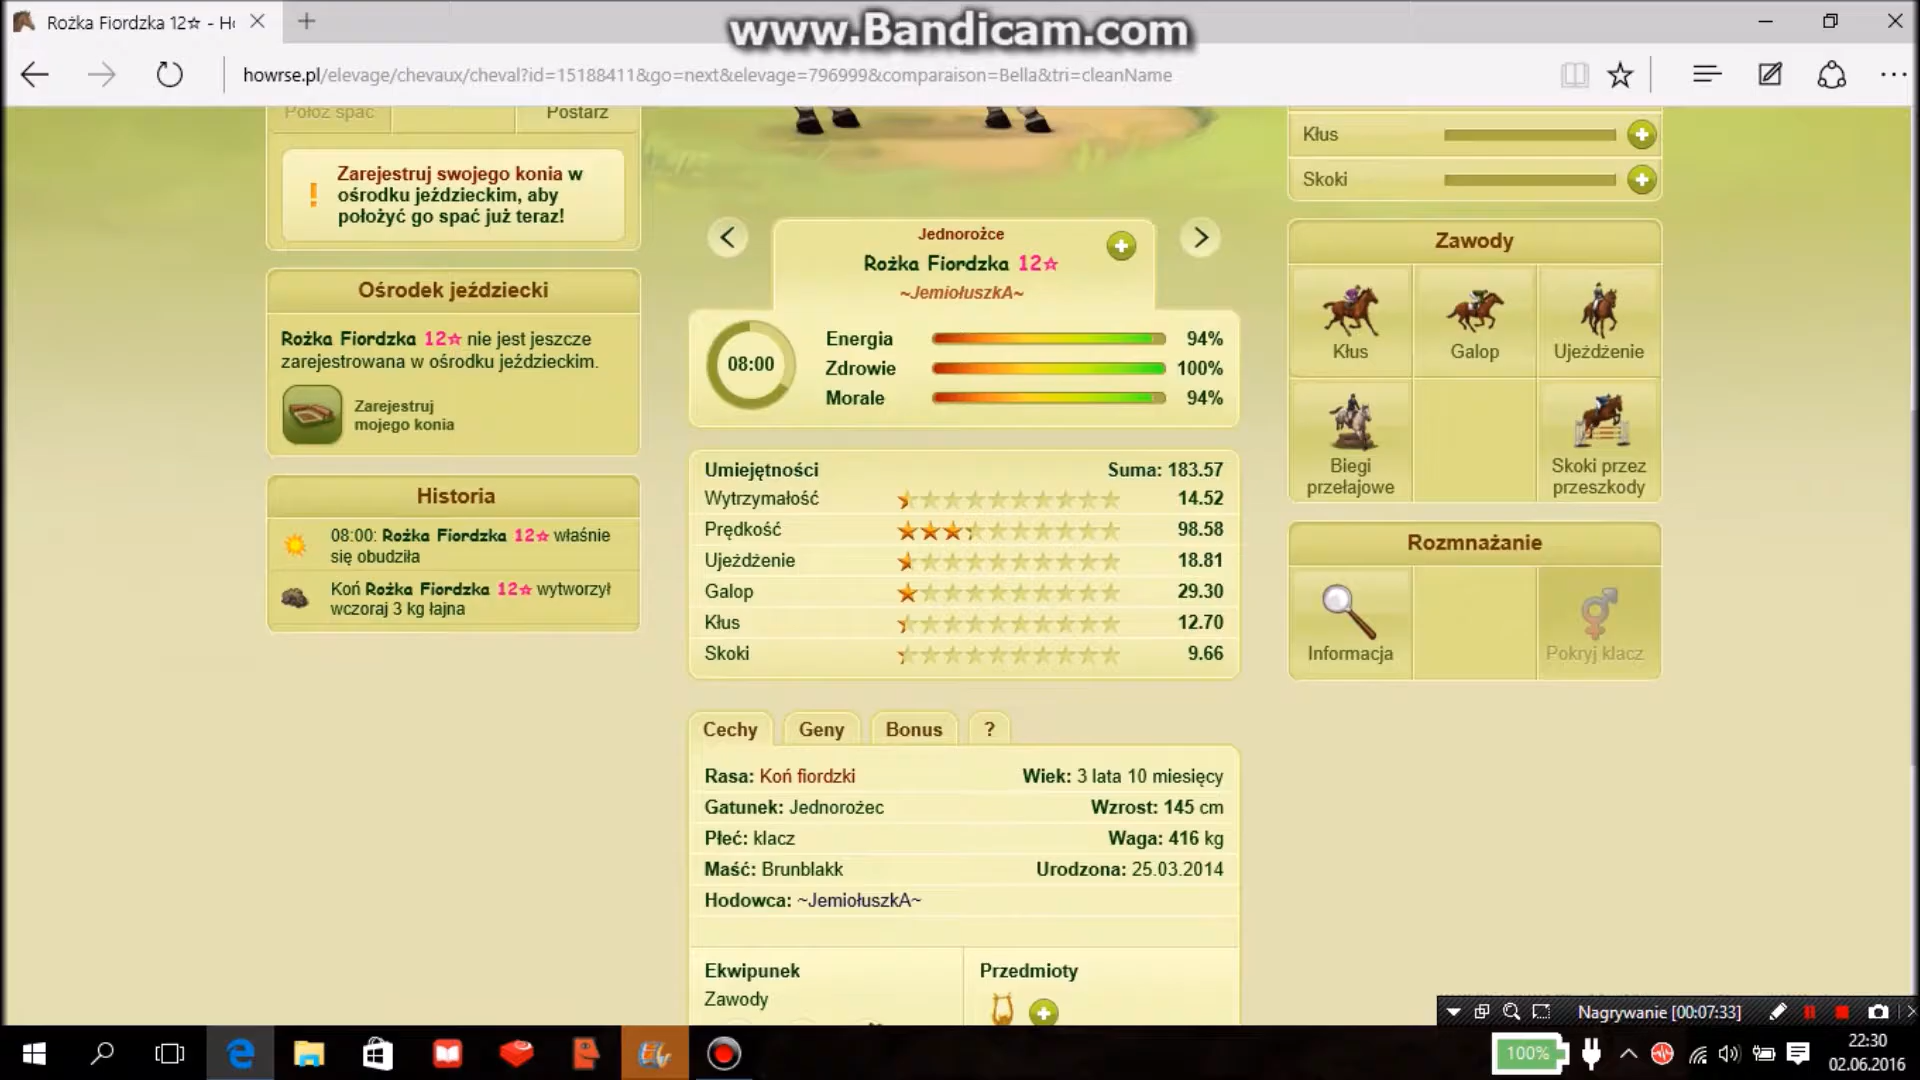 Rożka Fiordzka 12☆ - Ho
www.Bandicam.com
howrse.pl/elevage/chevaux/cheval?id=15188411&go=next&elevage=796999&comparaison=Bella&tri=cleanName
Połóż spać
Postarz
Zarejestruj swojego konia w
ośrodku jeździeckim, aby
położyć go spać już teraz!
Ośrodek jeździecki
Rożka Fiordzka 12☆ nie jest jeszcze
zarejestrowana w ośrodku jeździeckim.
Zarejestruj
mojego konia
Historia
08:00: Rożka Fiordzka 12☆ właśnie
się obudziła
Koń Rożka Fiordzka 12☆ wytworzył
wczoraj 3 kg łajna
Jednorożce
Rożka Fiordzka 12☆
~JemiołuszkA~
08:00
Energia 94%
Zdrowie 100%
Morale 94%
Umiejętności Suma: 183.57
Wytrzymałość 14.52
Prędkość 98.58
Ujeżdżenie 18.81
Galop 29.30
Kłus 12.70
Skoki 9.66
Cechy Geny Bonus ?
Rasa: Koń fiordzki Wiek: 3 lata 10 miesięcy
Gatunek: Jednorożec Wzrost: 145 cm
Płeć: klacz Waga: 416 kg
Maść: Brunblakk Urodzona: 25.03.2014
Hodowca: ~JemiołuszkA~
Ekwipunek Przedmioty
Zawody
Kłus
Skoki
Zawody
Kłus Galop Ujeżdżenie
Biegi
przełajowe
Skoki przez
przeszkody
Rozmnażanie
Informacja Pokryj klacz
Nagrywanie [00:07:33]
100%
22:30
02.06.2016